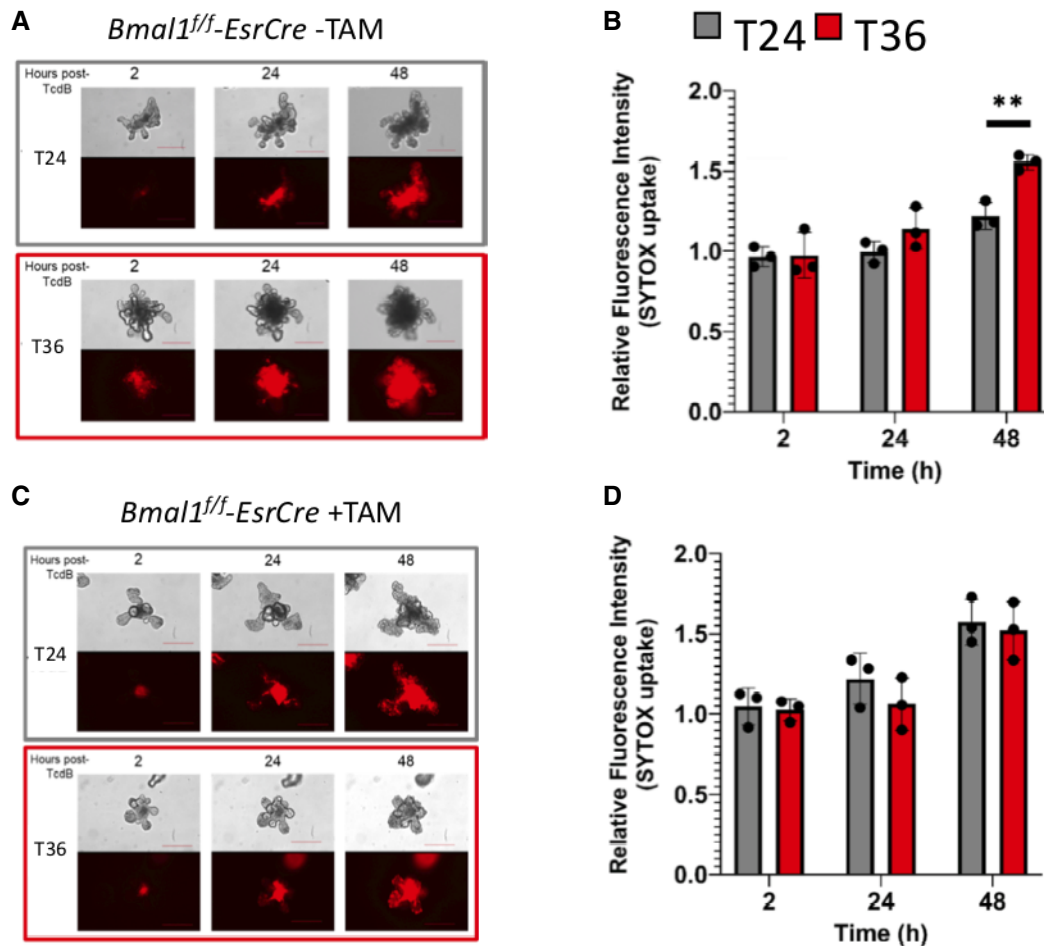 A
Bmal1f/f-EsrCre -TAM
Hours post-TcdB 2 24 48
T24
Hours post-TcdB 2 24 48
T36
B
T24 T36
Relative Fluorescence Intensity
(SYTOX uptake)
2.0
**
1.5
1.0
0.5
0.0
2 24 48
Time (h)
C
Bmal1f/f-EsrCre +TAM
Hours post-TcdB 2 24 48
T24
Hours post-TcdB 2 24 48
T36
D
Relative Fluorescence Intensity
(SYTOX uptake)
2.0
1.5
1.0
0.5
0.0
2 24 48
Time (h)